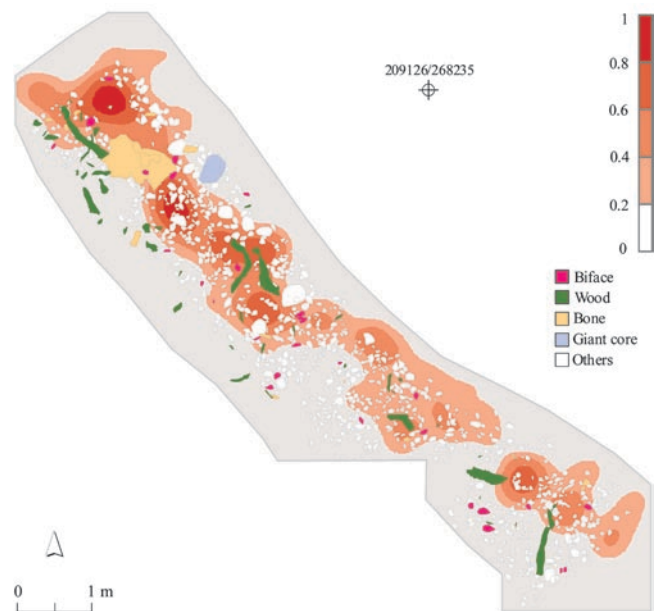 209126/268235
1
0.8
0.6
0.4
0.2
0
Biface
Wood
Bone
Giant core
Others
0 1 m